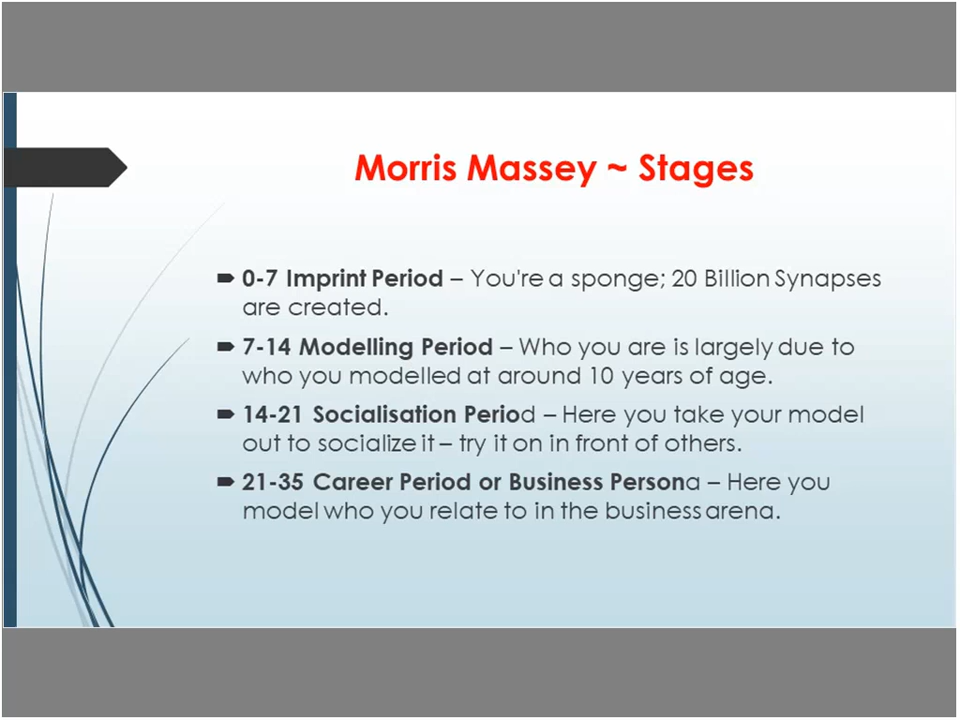 Morris Massey ~ Stages
0-7 Imprint Period – You're a sponge; 20 Billion Synapses
are created.
7-14 Modelling Period – Who you are is largely due to
who you modelled at around 10 years of age.
14-21 Socialisation Period – Here you take your model
out to socialize it – try it on in front of others.
21-35 Career Period or Business Persona – Here you
model who you relate to in the business arena.